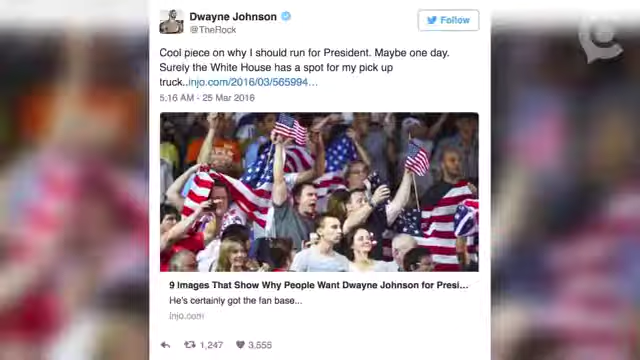 Dwayne Johnson
@TheRock
Follow
Cool piece on why I should run for President. Maybe one day.
Surely the White House has a spot for my pick up
truck..injo.com/2016/03/565994…
5:16 AM - 25 Mar 2016
9 Images That Show Why People Want Dwayne Johnson for Presi...
He's certainly got the fan base...
injo.com
1,247
3,555